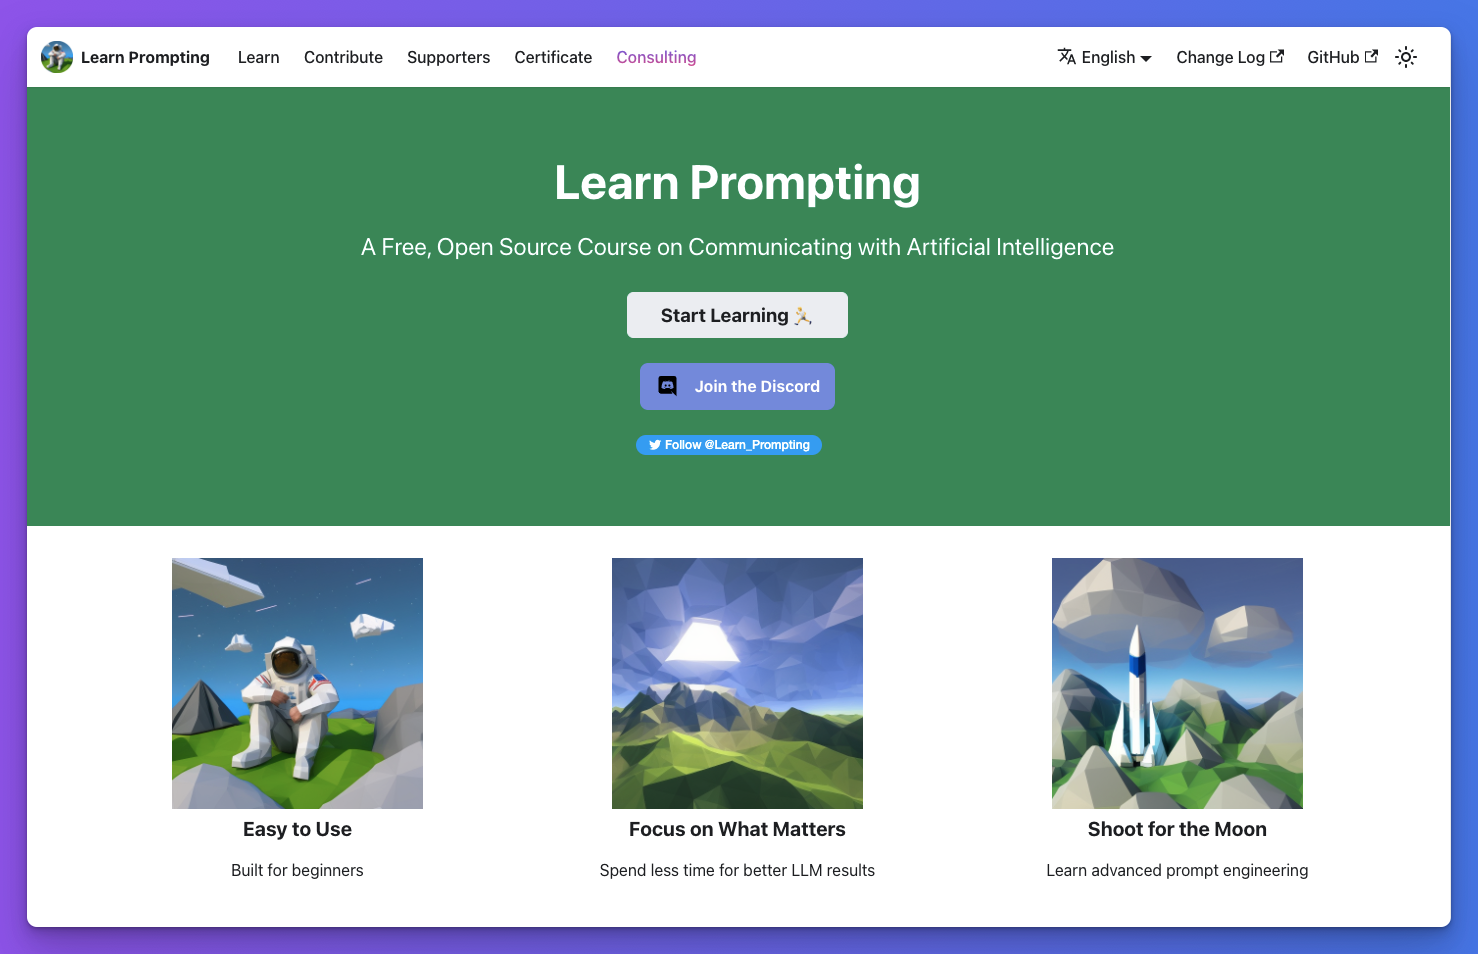 Learn Prompting Learn Contribute Supporters Certificate Consulting English Change Log GitHub
Learn Prompting
A Free, Open Source Course on Communicating with Artificial Intelligence
Start Learning
Join the Discord
Follow @Learn_Prompting
Easy to Use
Built for beginners
Focus on What Matters
Spend less time for better LLM results
Shoot for the Moon
Learn advanced prompt engineering